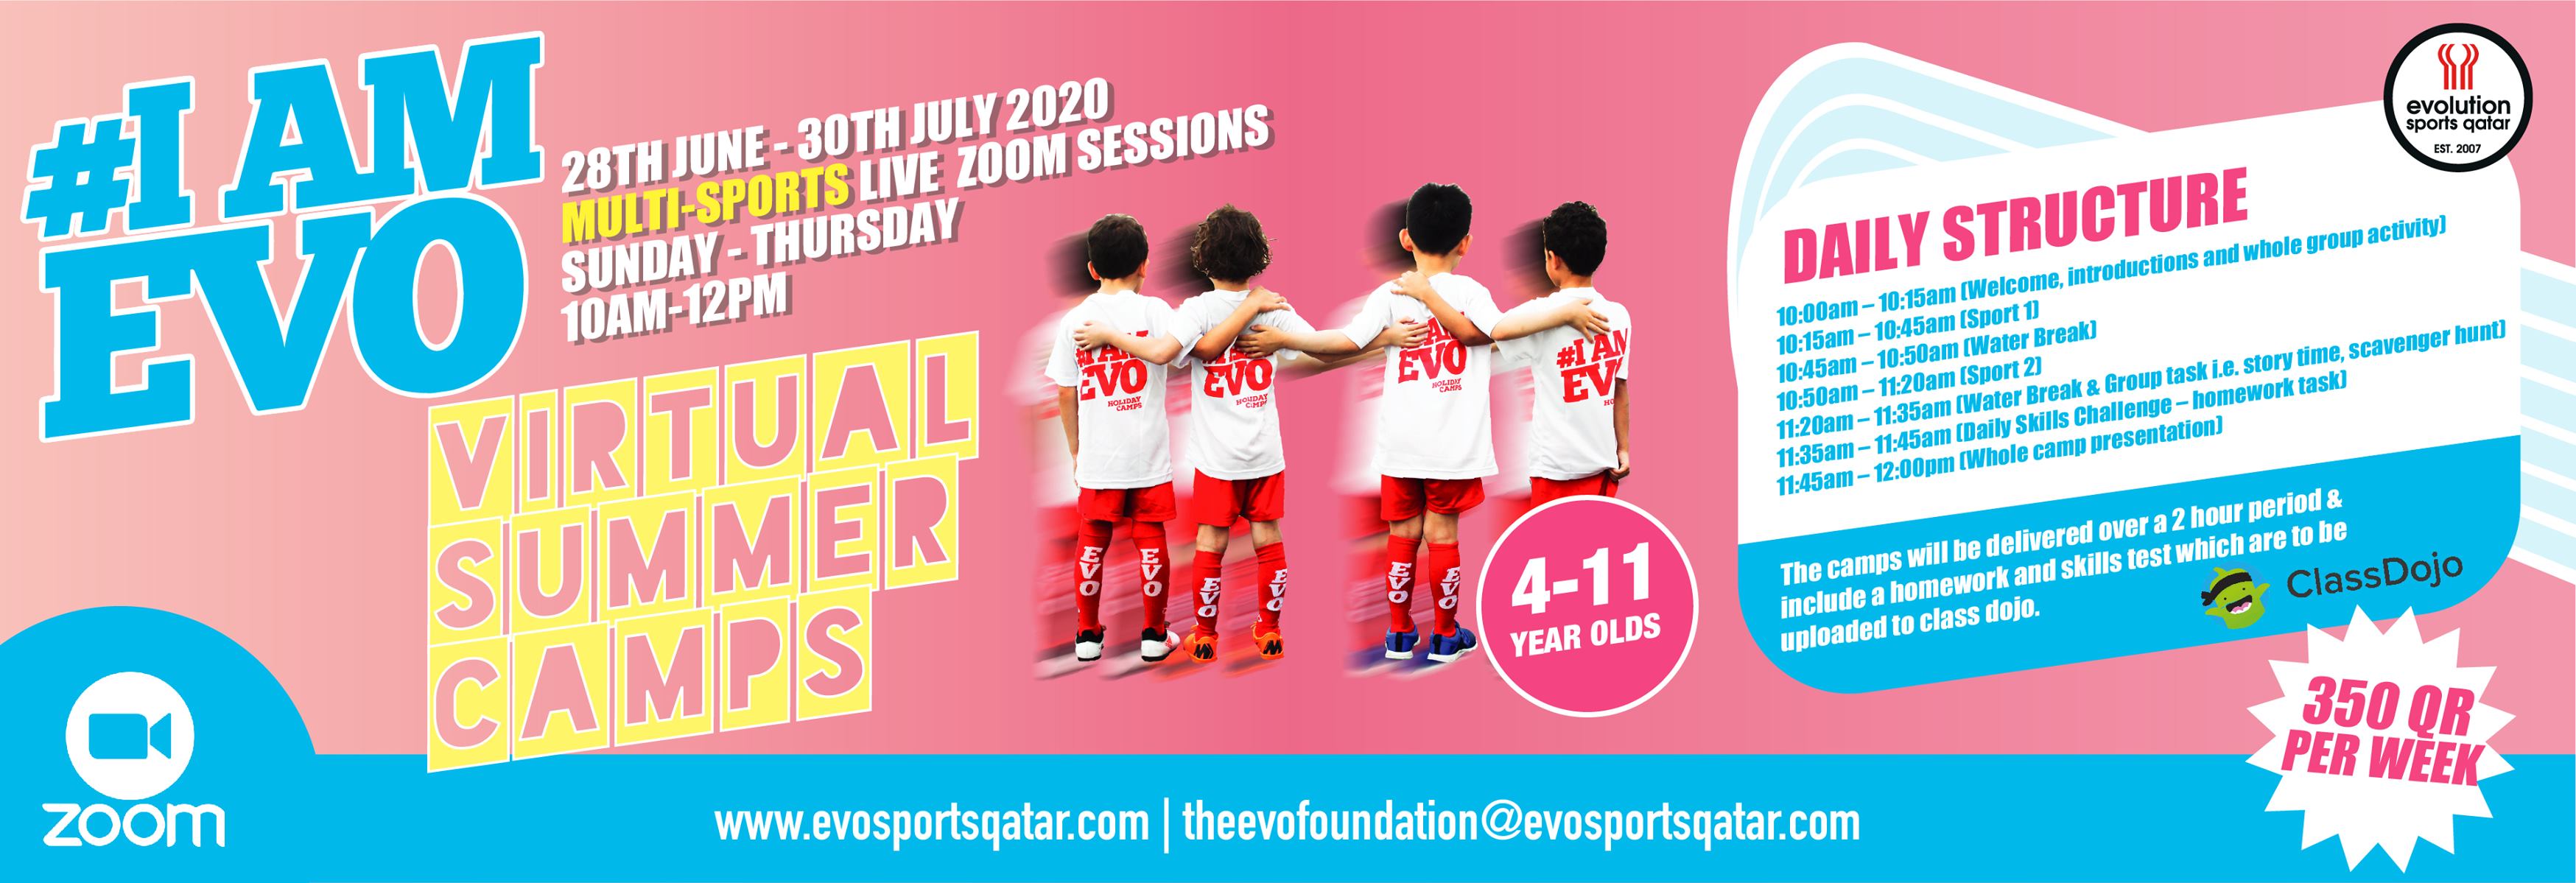 #I AM
EVO
28TH JUNE - 30TH JULY 2020
MULTI-SPORTS LIVE ZOOM SESSIONS
SUNDAY - THURSDAY
10AM-12PM
VIRTUAL
SUMMER
CAMPS
zoom
EVO
HOLIDAY
CAMPS
EVO
HOLIDAY
CAMPS
EVO
HOLIDAY
CAMPS
#I AM
EV
EVO
EVO
EVO
EVO
EVO
EVO
4-11
YEAR OLDS
evolution
sports qatar
EST. 2007
DAILY STRUCTURE
10:00am – 10:15am (Welcome, introductions and whole group activity)
10:15am – 10:45am (Sport 1)
10:45am – 10:50am (Water Break)
10:50am – 11:20am (Sport 2)
11:20am – 11:35am (Water Break & Group task i.e. story time, scavenger hunt)
11:35am – 11:45am (Daily Skills Challenge – homework task)
11:45am – 12:00pm (Whole camp presentation)
The camps will be delivered over a 2 hour period &
include a homework and skills test which are to be
uploaded to class dojo.
ClassDojo
350 QR
PER WEEK
www.evosportsqatar.com | theevofoundation@evosportsqatar.com